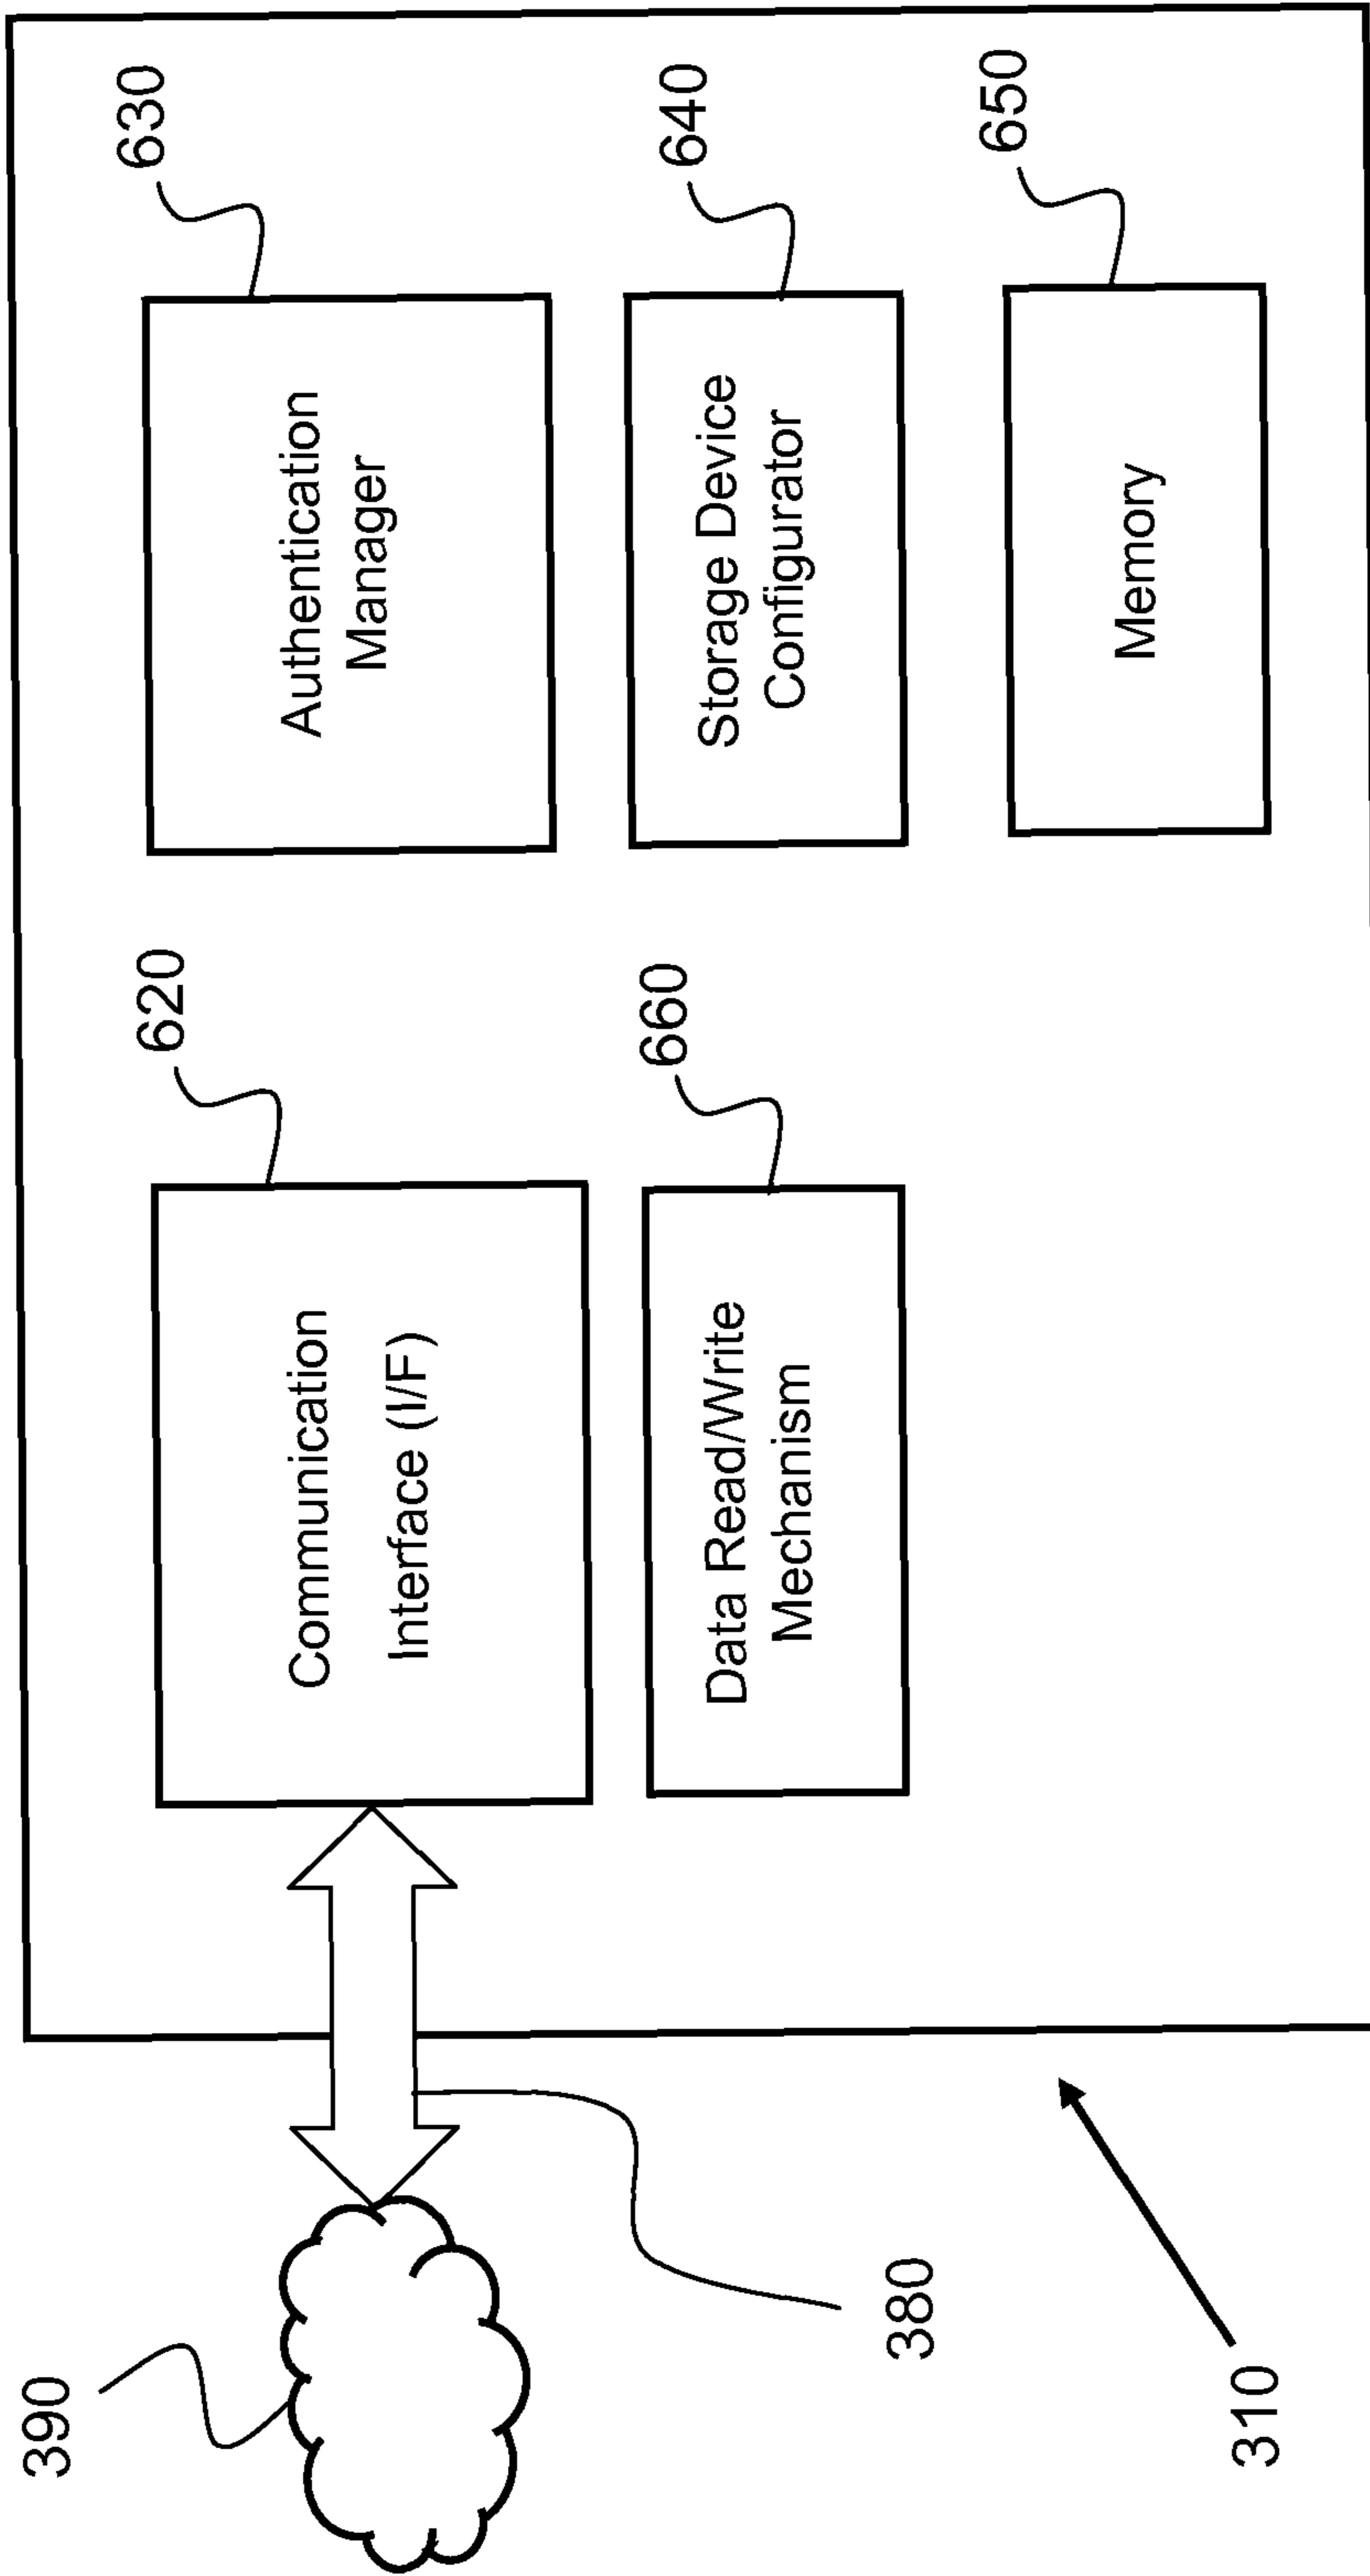 390
380
310
620
Communication
Interface (I/F)
660
Data Read/Write
Mechanism
630
Authentication
Manager
640
Storage Device
Configurator
650
Memory